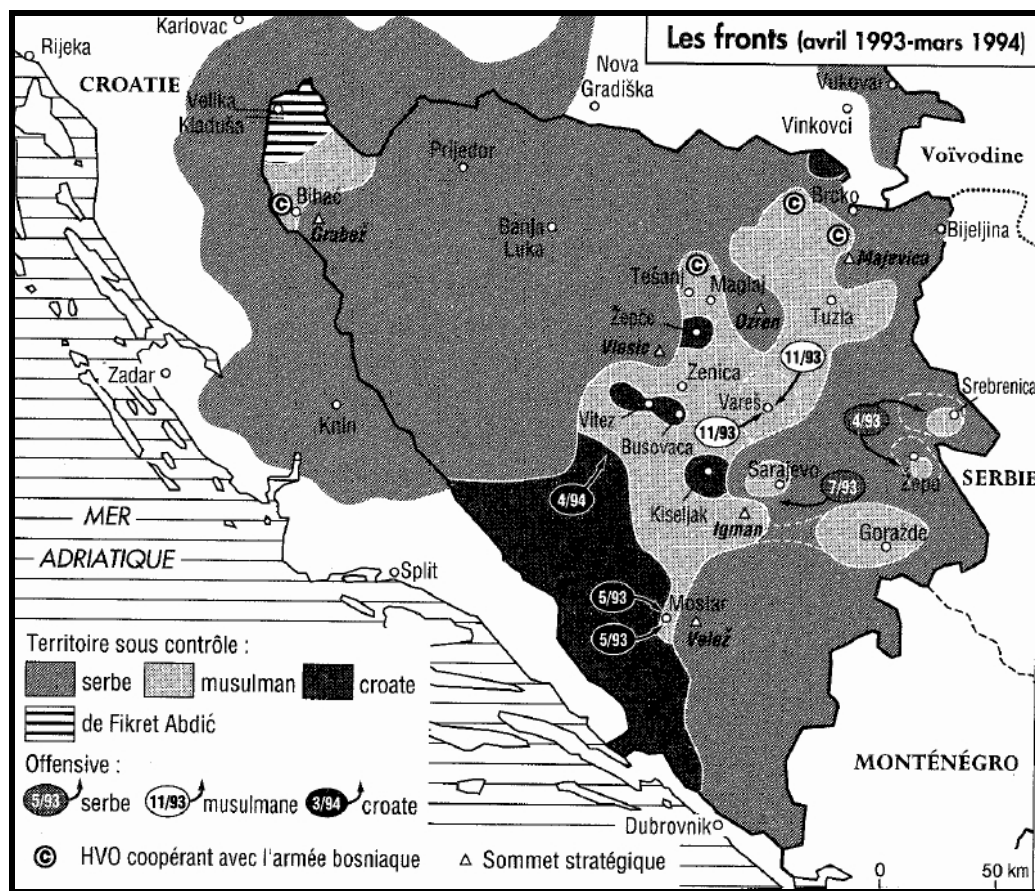 Les fronts (avril 1993-mars 1994)
Karlovac
Rijeka
CROATIE
Nova
Gradiška
Vukovar
Vinkovci
Voïvodine
Velika
Kladuša
Prijedor
Bihać
Grabež
Banja
Luka
Brcko
Bijeljina
Majevica
Tešanj
Maglaj
Ozren
Tuzla
Žepče
Vlasic
11/93
Zenica
Zadar
Knin
Vareš
Srebrenica
Vitez
Busovaca
11/93
4/93
Sarajevo
Žepa
SERBIE
4/94
Kiseljak
7/93
Igman
Goražde
MER
ADRIATIQUE
Split
5/93
Mostar
5/93
Velež
Territoire sous contrôle :
serbe musulman croate
de Fikret Abdić
Offensive :
5/93 serbe 11/93 musulmane 3/94 croate
MONTÉNÉGRO
Dubrovnik
© HVO coopérant avec l'armée bosniaque
Sommet stratégique
0 50 km
© © © ©